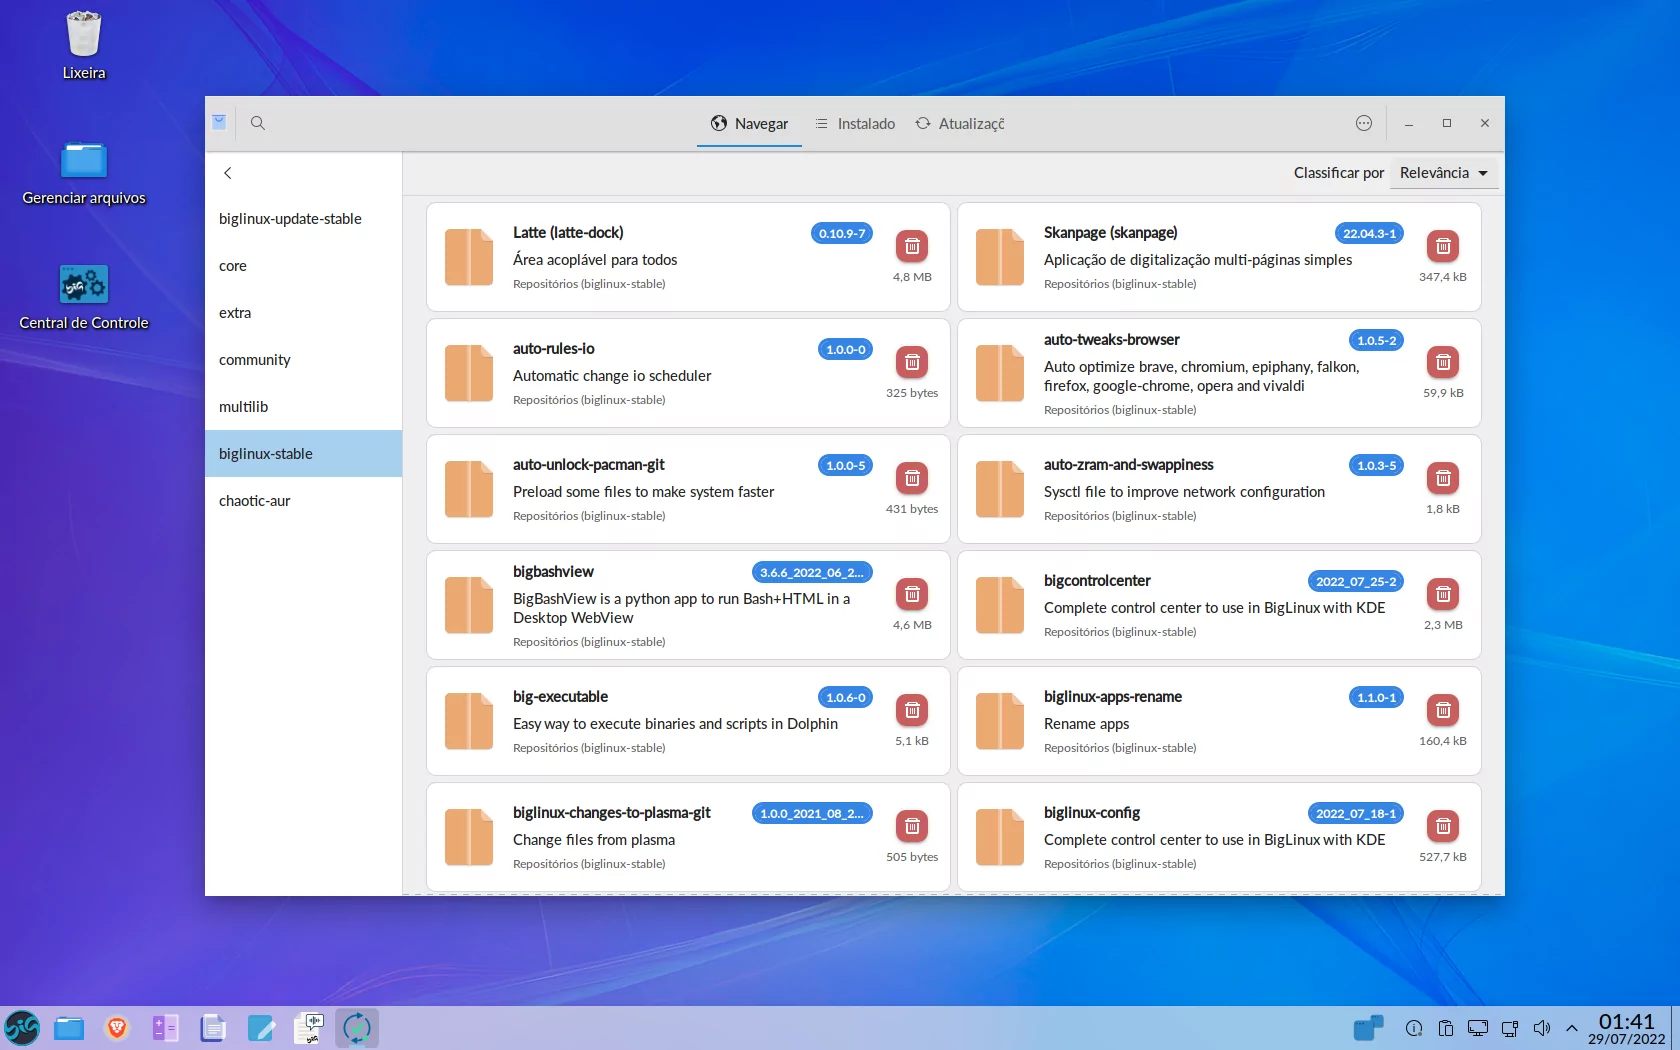 Lixeira
Gerenciar arquivos
Central de Controle
Navegar
Instalado
Atualizaçõ
Classificar por
Relevância
biglinux-update-stable
core
extra
community
multilib
biglinux-stable
chaotic-aur
Latte (latte-dock)
0.10.9-7
Área acoplável para todos
Repositórios (biglinux-stable)
4,8 MB
Skanpage (skanpage)
22.04.3-1
Aplicação de digitalização multi-páginas simples
Repositórios (biglinux-stable)
347,4 kB
auto-rules-io
1.0.0-0
Automatic change io scheduler
Repositórios (biglinux-stable)
325 bytes
auto-tweaks-browser
1.0.5-2
Auto optimize brave, chromium, epiphany, falkon,
firefox, google-chrome, opera and vivaldi
Repositórios (biglinux-stable)
59,9 kB
auto-unlock-pacman-git
1.0.0-5
Preload some files to make system faster
Repositórios (biglinux-stable)
431 bytes
auto-zram-and-swappiness
1.0.3-5
Sysctl file to improve network configuration
Repositórios (biglinux-stable)
1,8 kB
bigbashview
3.6.6_2022_06_2...
BigBashView is a python app to run Bash+HTML in a
Desktop WebView
Repositórios (biglinux-stable)
4,6 MB
bigcontrolcenter
2022_07_25-2
Complete control center to use in BigLinux with KDE
Repositórios (biglinux-stable)
2,3 MB
big-executable
1.0.6-0
Easy way to execute binaries and scripts in Dolphin
Repositórios (biglinux-stable)
5,1 kB
biglinux-apps-rename
1.1.0-1
Rename apps
Repositórios (biglinux-stable)
160,4 kB
biglinux-changes-to-plasma-git
1.0.0_2021_08_2...
Change files from plasma
Repositórios (biglinux-stable)
505 bytes
biglinux-config
2022_07_18-1
Complete control center to use in BigLinux with KDE
Repositórios (biglinux-stable)
527,7 kB
01:41
29/07/2022